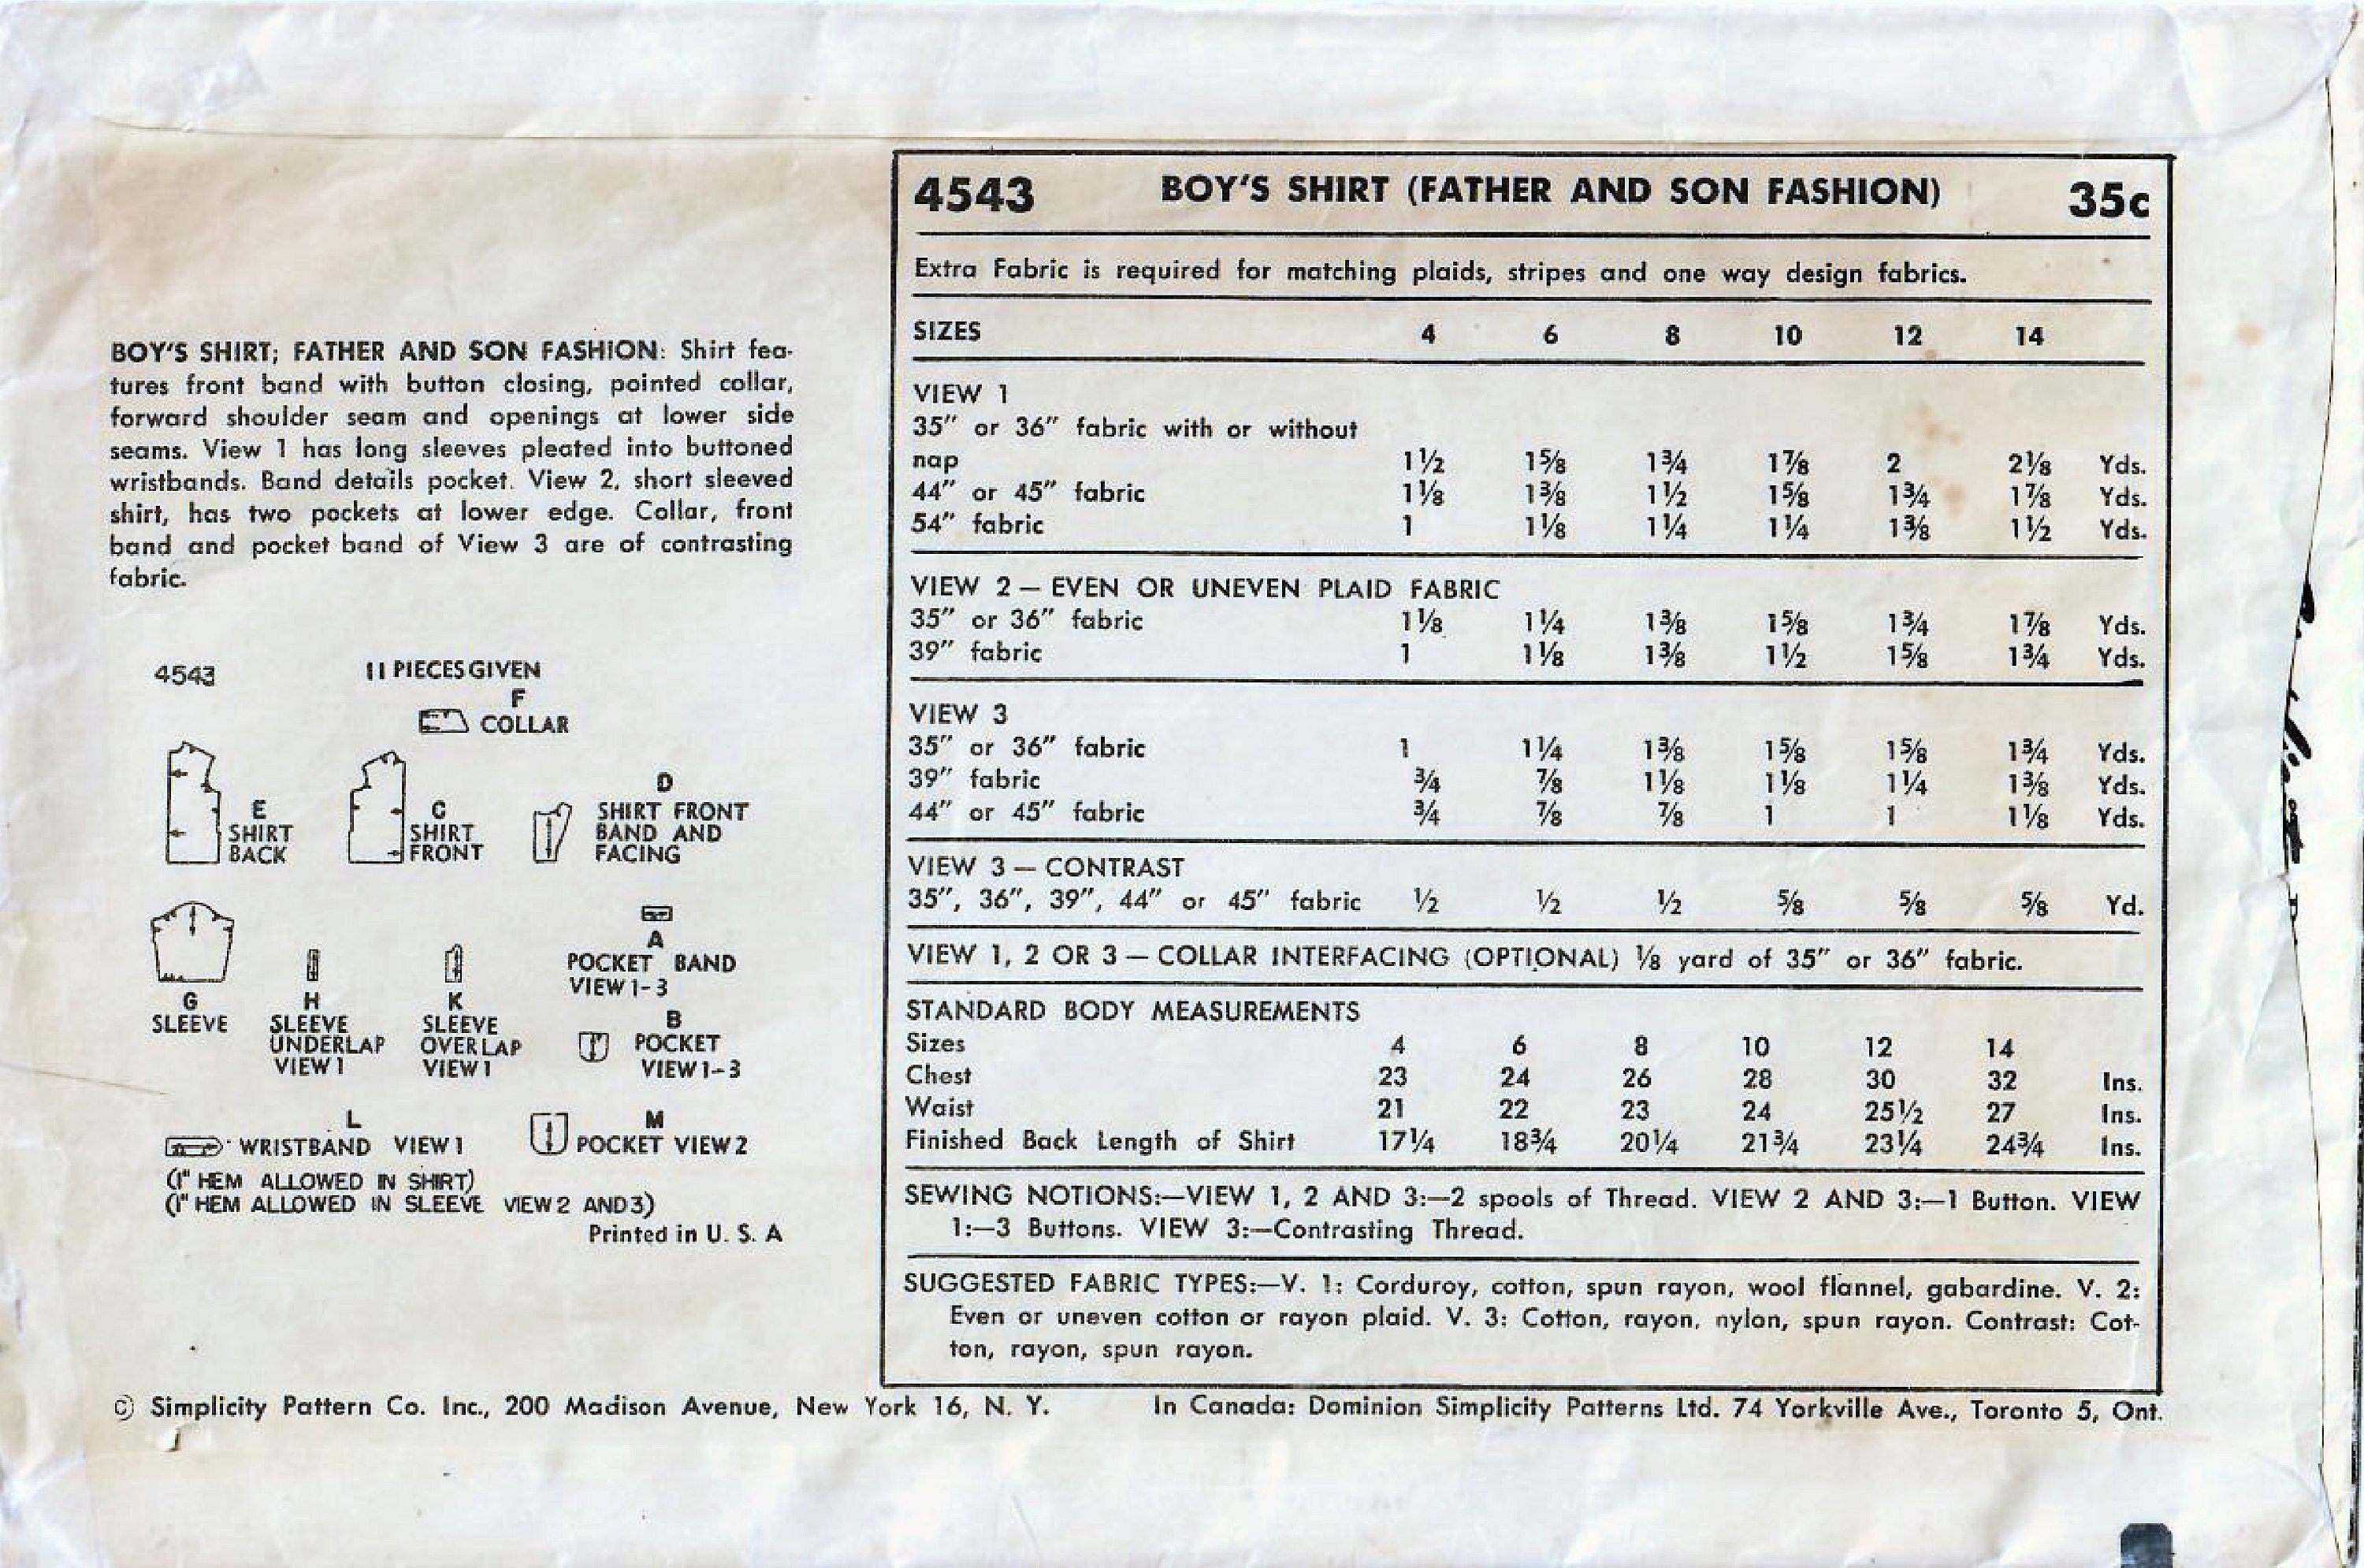 BOY'S SHIRT; FATHER AND SON FASHION: Shirt fea-
tures front band with button closing, pointed collar,
forward shoulder seam and openings at lower side
seams. View 1 has long sleeves pleated into buttoned
wristbands. Band details pocket. View 2, short sleeved
shirt, has two pockets at lower edge. Collar, front
band and pocket band of View 3 are of contrasting
fabric.
4543 11 PIECES GIVEN
F
COLLAR
E
SHIRT
BACK
C
SHIRT
FRONT
D
SHIRT FRONT
BAND AND
FACING
G
SLEEVE
H
SLEEVE
UNDERLAP
VIEW 1
K
SLEEVE
OVERLAP
VIEW 1
A
POCKET BAND
VIEW 1-3
B
POCKET
VIEW 1-3
L
WRISTBAND VIEW 1
M
POCKET VIEW 2
(1" HEM ALLOWED IN SHIRT)
(1" HEM ALLOWED IN SLEEVE VIEW 2 AND 3)
Printed in U. S. A
4543 BOY'S SHIRT (FATHER AND SON FASHION) 35c
Extra Fabric is required for matching plaids, stripes and one way design fabrics.
SIZES 4 6 8 10 12 14
VIEW 1
35" or 36" fabric with or without
nap 1½ 1⅝ 1¾ 1⅞ 2 2⅛ Yds.
44" or 45" fabric 1⅛ 1⅜ 1½ 1⅝ 1¾ 1⅞ Yds.
54" fabric 1 1⅛ 1¼ 1¼ 1⅜ 1½ Yds.
VIEW 2 — EVEN OR UNEVEN PLAID FABRIC
35" or 36" fabric 1⅛ 1¼ 1⅜ 1⅝ 1¾ 1⅞ Yds.
39" fabric 1 1⅛ 1⅜ 1½ 1⅝ 1¾ Yds.
VIEW 3
35" or 36" fabric 1 1¼ 1⅜ 1⅝ 1⅝ 1¾ Yds.
39" fabric ¾ ⅞ 1⅛ 1⅛ 1¼ 1⅜ Yds.
44" or 45" fabric ¾ ⅞ ⅞ 1 1 1⅛ Yds.
VIEW 3 — CONTRAST
35", 36", 39", 44" or 45" fabric ½ ½ ½ ⅝ ⅝ ⅝ Yd.
VIEW 1, 2 OR 3 — COLLAR INTERFACING (OPTIONAL) ⅛ yard of 35" or 36" fabric.
STANDARD BODY MEASUREMENTS
Sizes 4 6 8 10 12 14
Chest 23 24 26 28 30 32 Ins.
Waist 21 22 23 24 25½ 27 Ins.
Finished Back Length of Shirt 17¼ 18¾ 20¼ 21¾ 23¼ 24¾ Ins.
SEWING NOTIONS:—VIEW 1, 2 AND 3:—2 spools of Thread. VIEW 2 AND 3:—1 Button. VIEW
1:—3 Buttons. VIEW 3:—Contrasting Thread.
SUGGESTED FABRIC TYPES:—V. 1: Corduroy, cotton, spun rayon, wool flannel, gabardine. V. 2:
Even or uneven cotton or rayon plaid. V. 3: Cotton, rayon, nylon, spun rayon. Contrast: Cot-
ton, rayon, spun rayon.
© Simplicity Pattern Co. Inc., 200 Madison Avenue, New York 16, N. Y. In Canada: Dominion Simplicity Patterns Ltd. 74 Yorkville Ave., Toronto 5, Ont.